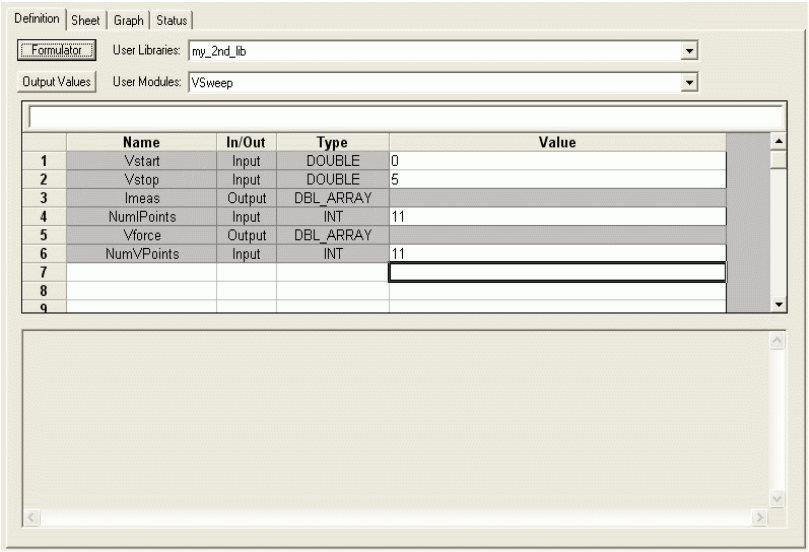 Definition Sheet Graph Status
Formulator User Libraries: my_2nd_lib
Output Values User Modules: VSweep
Name In/Out Type Value
1 Vstart Input DOUBLE 0
2 Vstop Input DOUBLE 5
3 Imeas Output DBL_ARRAY
4 NumIPoints Input INT 11
5 Vforce Output DBL_ARRAY
6 NumVPoints Input INT 11
7
8
9